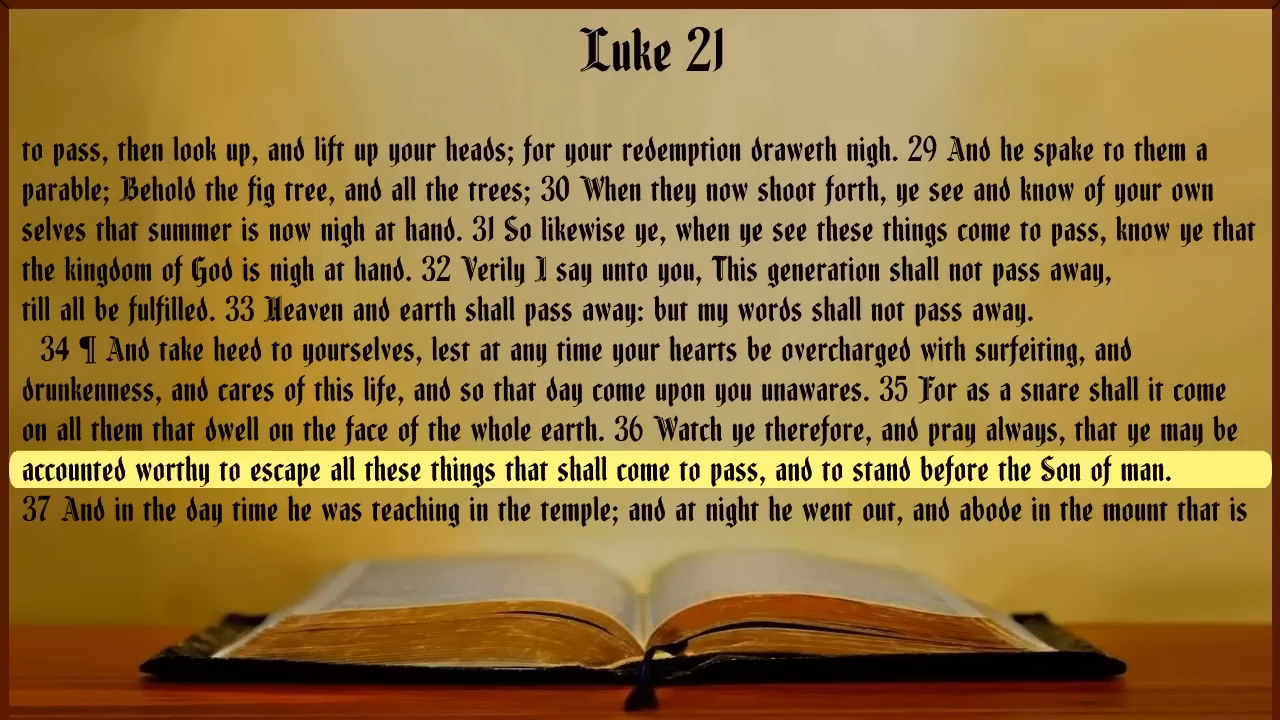 Luke 21
to pass, then look up, and lift up your heads; for your redemption draweth nigh. 29 And he spake to them a
parable; Behold the fig tree, and all the trees; 30 When they now shoot forth, ye see and know of your own
selves that summer is now nigh at hand. 31 So likewise ye, when ye see these things come to pass, know ye that
the kingdom of God is nigh at hand. 32 Verily I say unto you, This generation shall not pass away,
till all be fulfilled. 33 Heaven and earth shall pass away: but my words shall not pass away.
34 ¶ And take heed to yourselves, lest at any time your hearts be overcharged with surfeiting, and
drunkenness, and cares of this life, and so that day come upon you unawares. 35 For as a snare shall it come
on all them that dwell on the face of the whole earth. 36 Watch ye therefore, and pray always, that ye may be
accounted worthy to escape all these things that shall come to pass, and to stand before the Son of man.
37 And in the day time he was teaching in the temple; and at night he went out, and abode in the mount that is